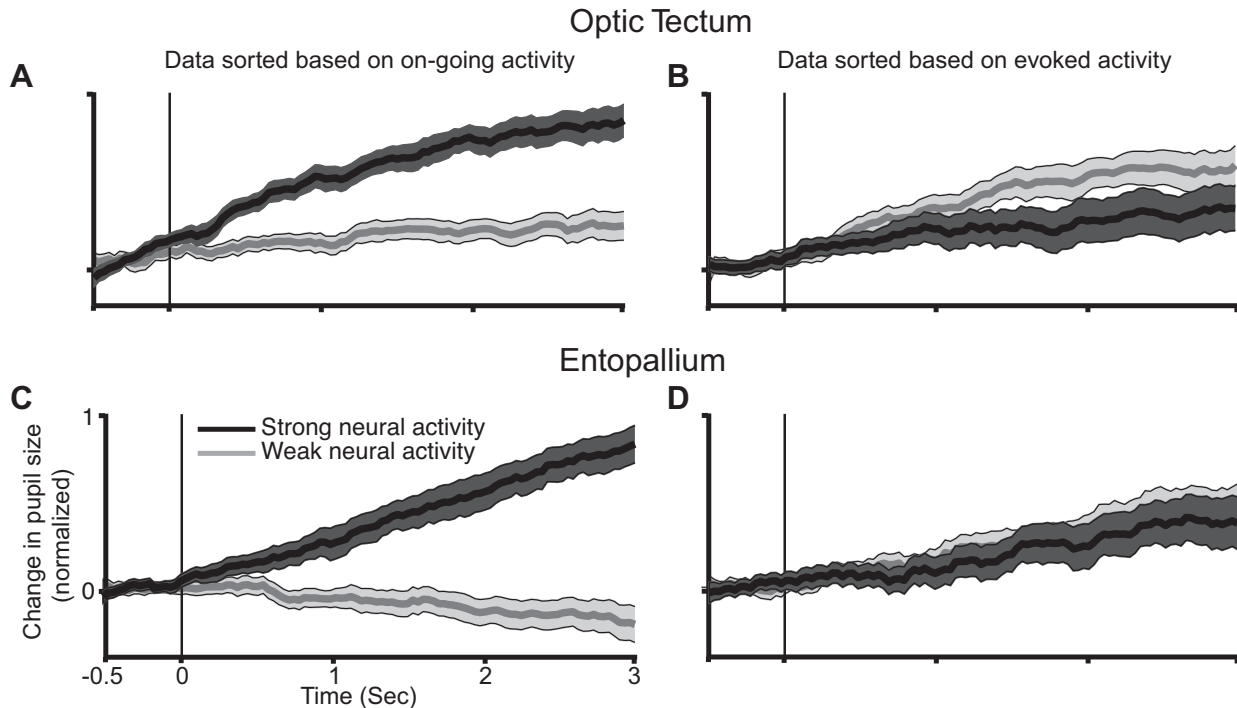 Optic Tectum
A
Data sorted based on on-going activity
B
Data sorted based on evoked activity
Entopallium
C
D
Strong neural activity
Weak neural activity
Change in pupil size
(normalized)
1
0
-0.5
0
1
2
3
Time (Sec)